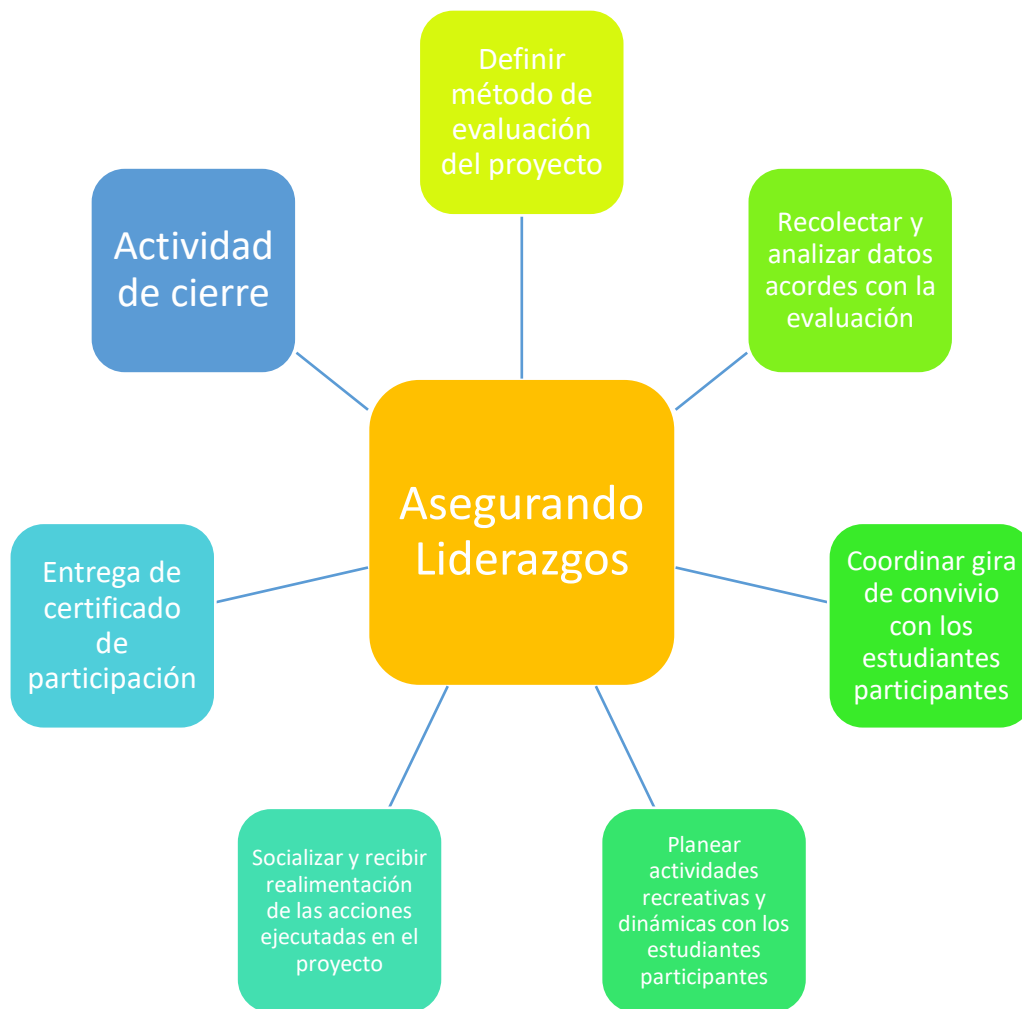 Definir
método de
evaluación
del proyecto
Recolectar y
analizar datos
acordes con la
evaluación
Coordinar gira
de convivio
con los
estudiantes
participantes
Planear
actividades
recreativas y
dinámicas con los
estudiantes
participantes
Socializar y recibir
realimentación
de las acciones
ejecutadas en el
proyecto
Entrega de
certificado
de
participación
Actividad
de cierre
Asegurando
Liderazgos